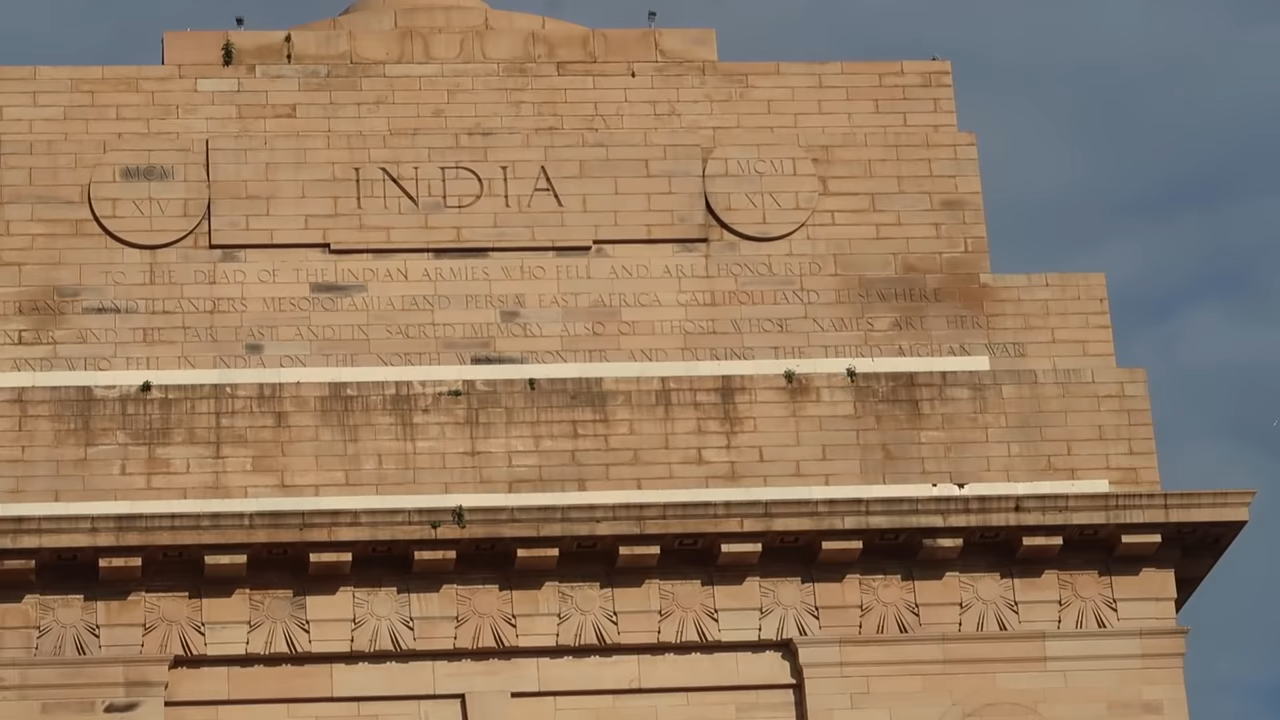 MCM
XIV
INDIA
MCM
XIX
TO THE DEAD OF THE INDIAN ARMIES WHO FELL AND ARE HONOURED
RANCE AND FLANDERS MESOPOTAMIA AND PERSIA EAST AFRICA GALLIPOLI AND ELSEWHERE
NEAR AND THE FAR EAST AND IN SACRED MEMORY ALSO OF THOSE WHOSE NAMES ARE HERE
AND WHO FELL IN INDIA ON THE NORTH WEST FRONTIER AND DURING THE THIRD AFGHAN WAR